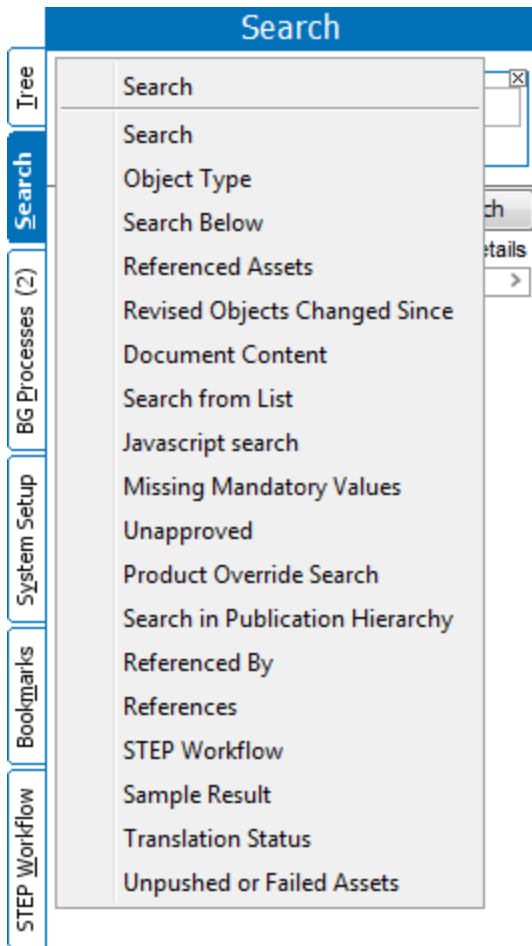 Search
Tree
Search
BG Processes (2)
System Setup
Bookmarks
STEP Workflow
Search
Search
Object Type
Search Below
Referenced Assets
Revised Objects Changed Since
Document Content
Search from List
Javascript search
Missing Mandatory Values
Unapproved
Product Override Search
Search in Publication Hierarchy
Referenced By
References
STEP Workflow
Sample Result
Translation Status
Unpushed or Failed Assets
ch
etails